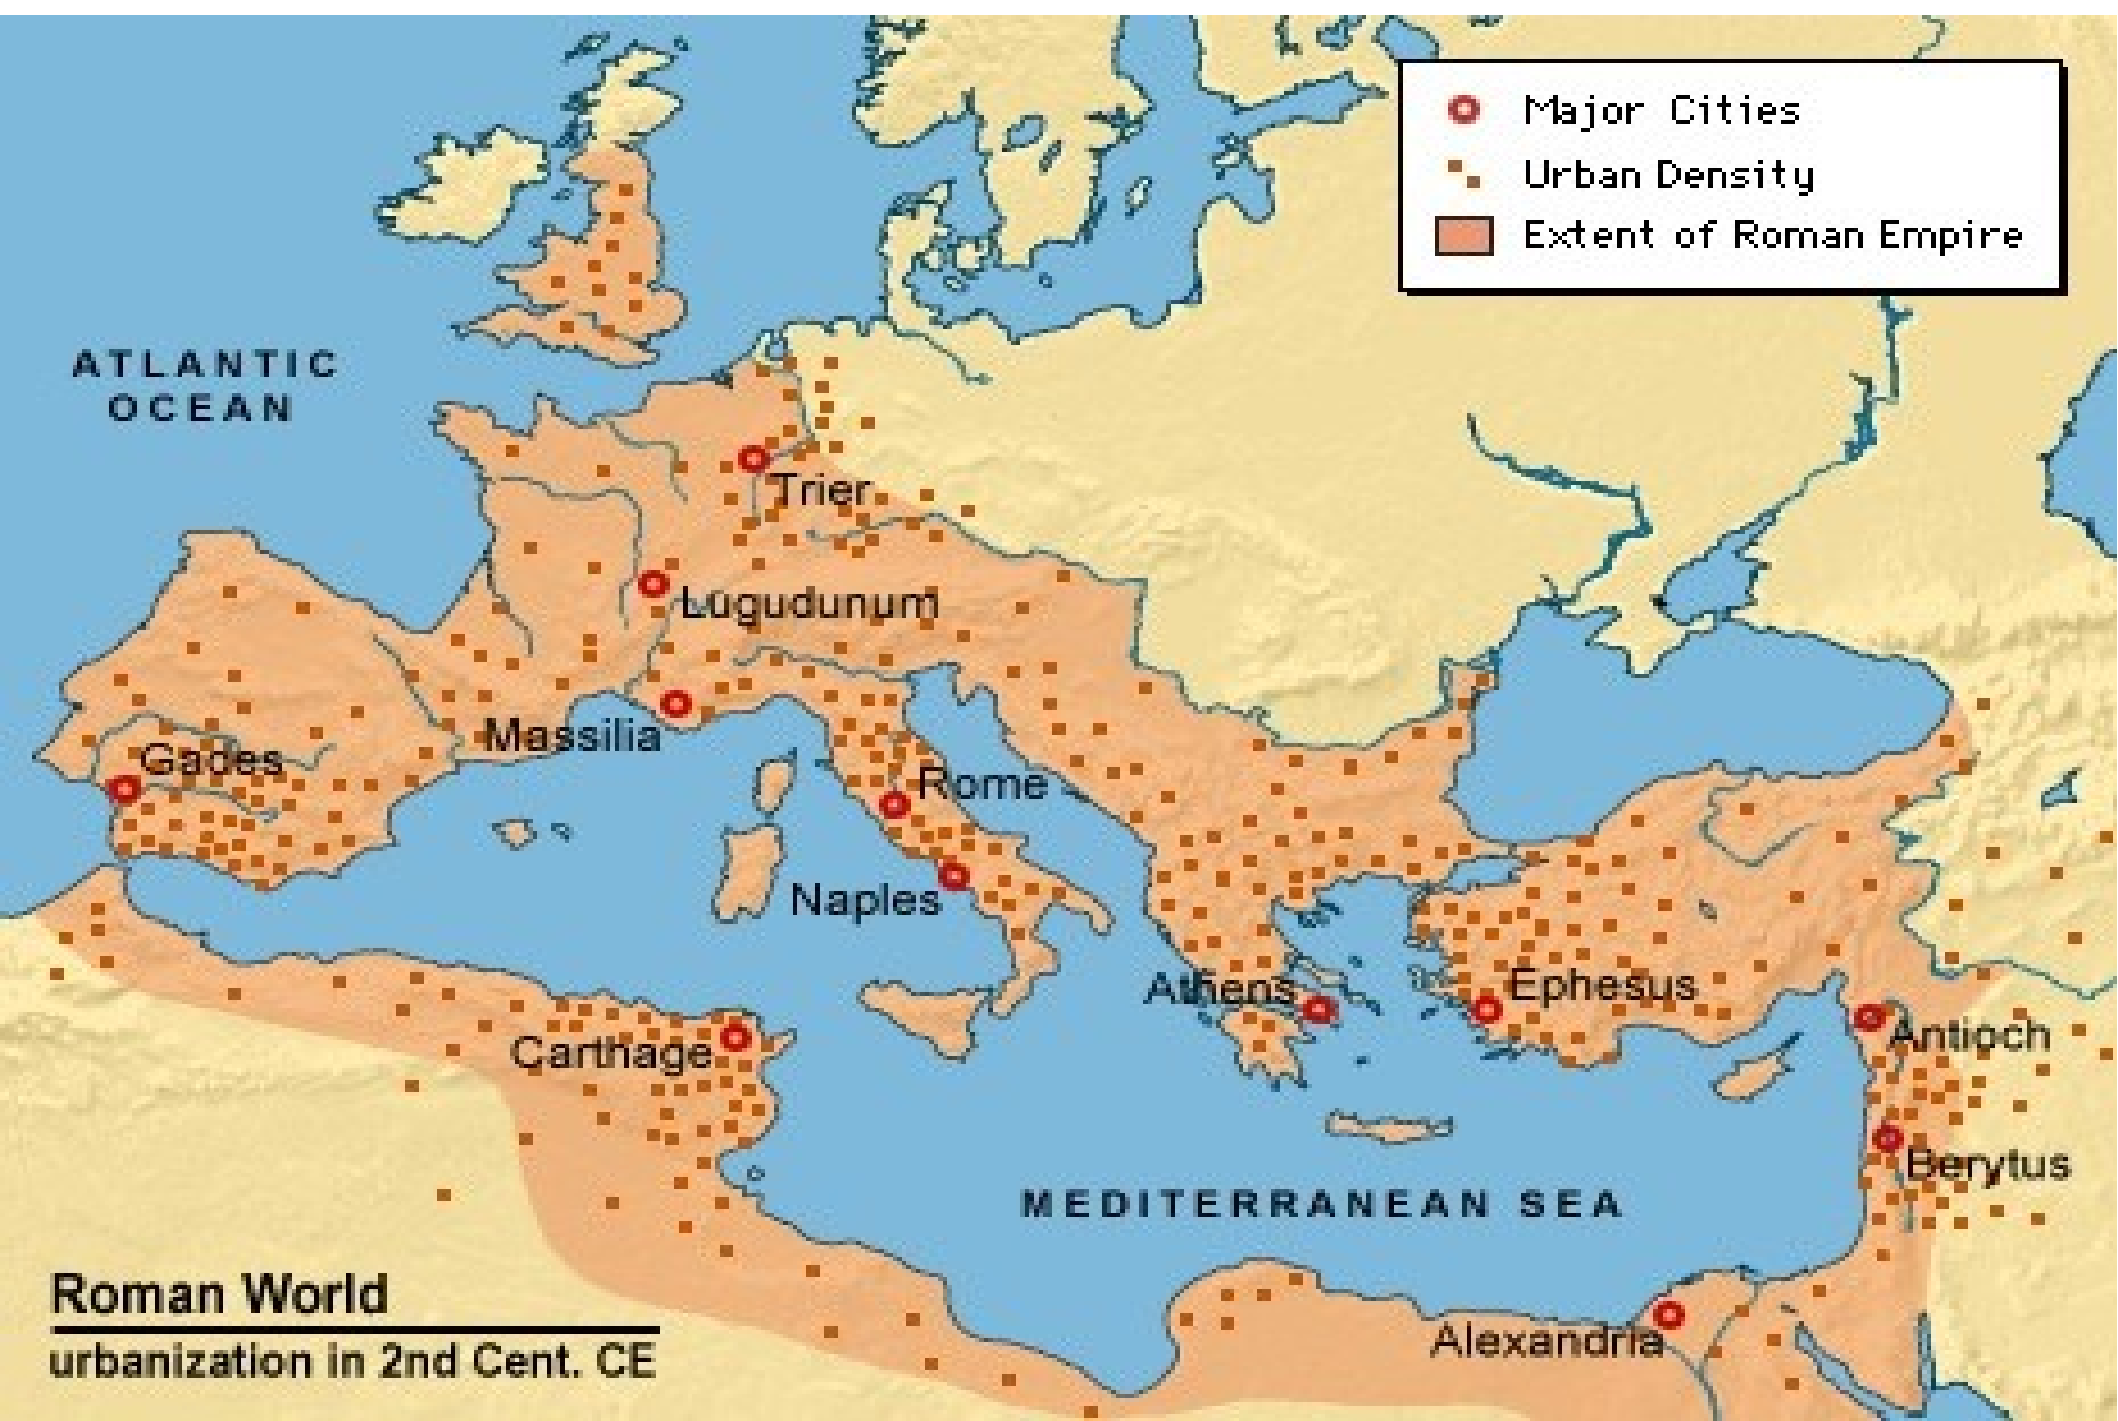 Major Cities
Urban Density
Extent of Roman Empire
ATLANTIC
OCEAN
Trier
Lugudunum
Massilia
Gades
Rome
Naples
Athens
Ephesus
Antioch
Carthage
Berytus
MEDITERRANEAN SEA
Alexandria
Roman World
urbanization in 2nd Cent. CE